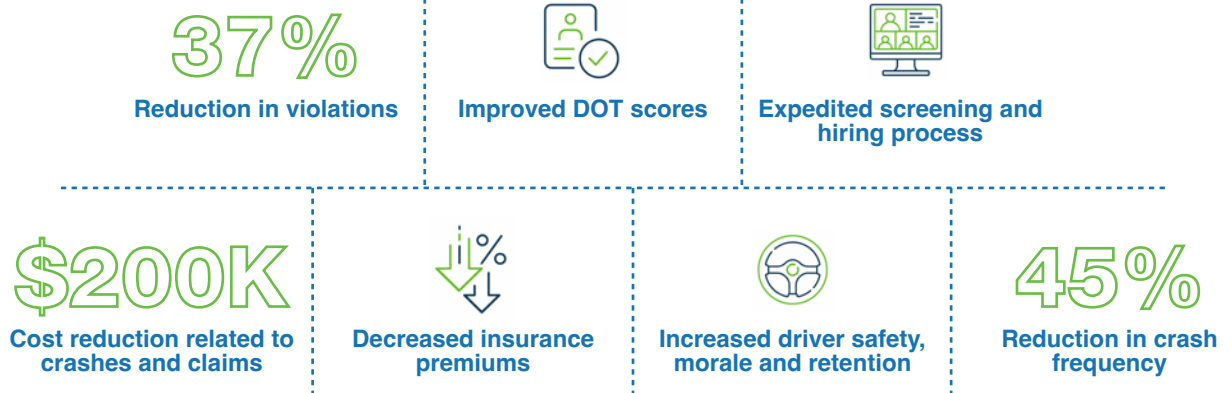 37%
Reduction in violations
Improved DOT scores
Expedited screening and
hiring process
$200K
Cost reduction related to
crashes and claims
%
Decreased insurance
premiums
Increased driver safety,
morale and retention
45%
Reduction in crash
frequency